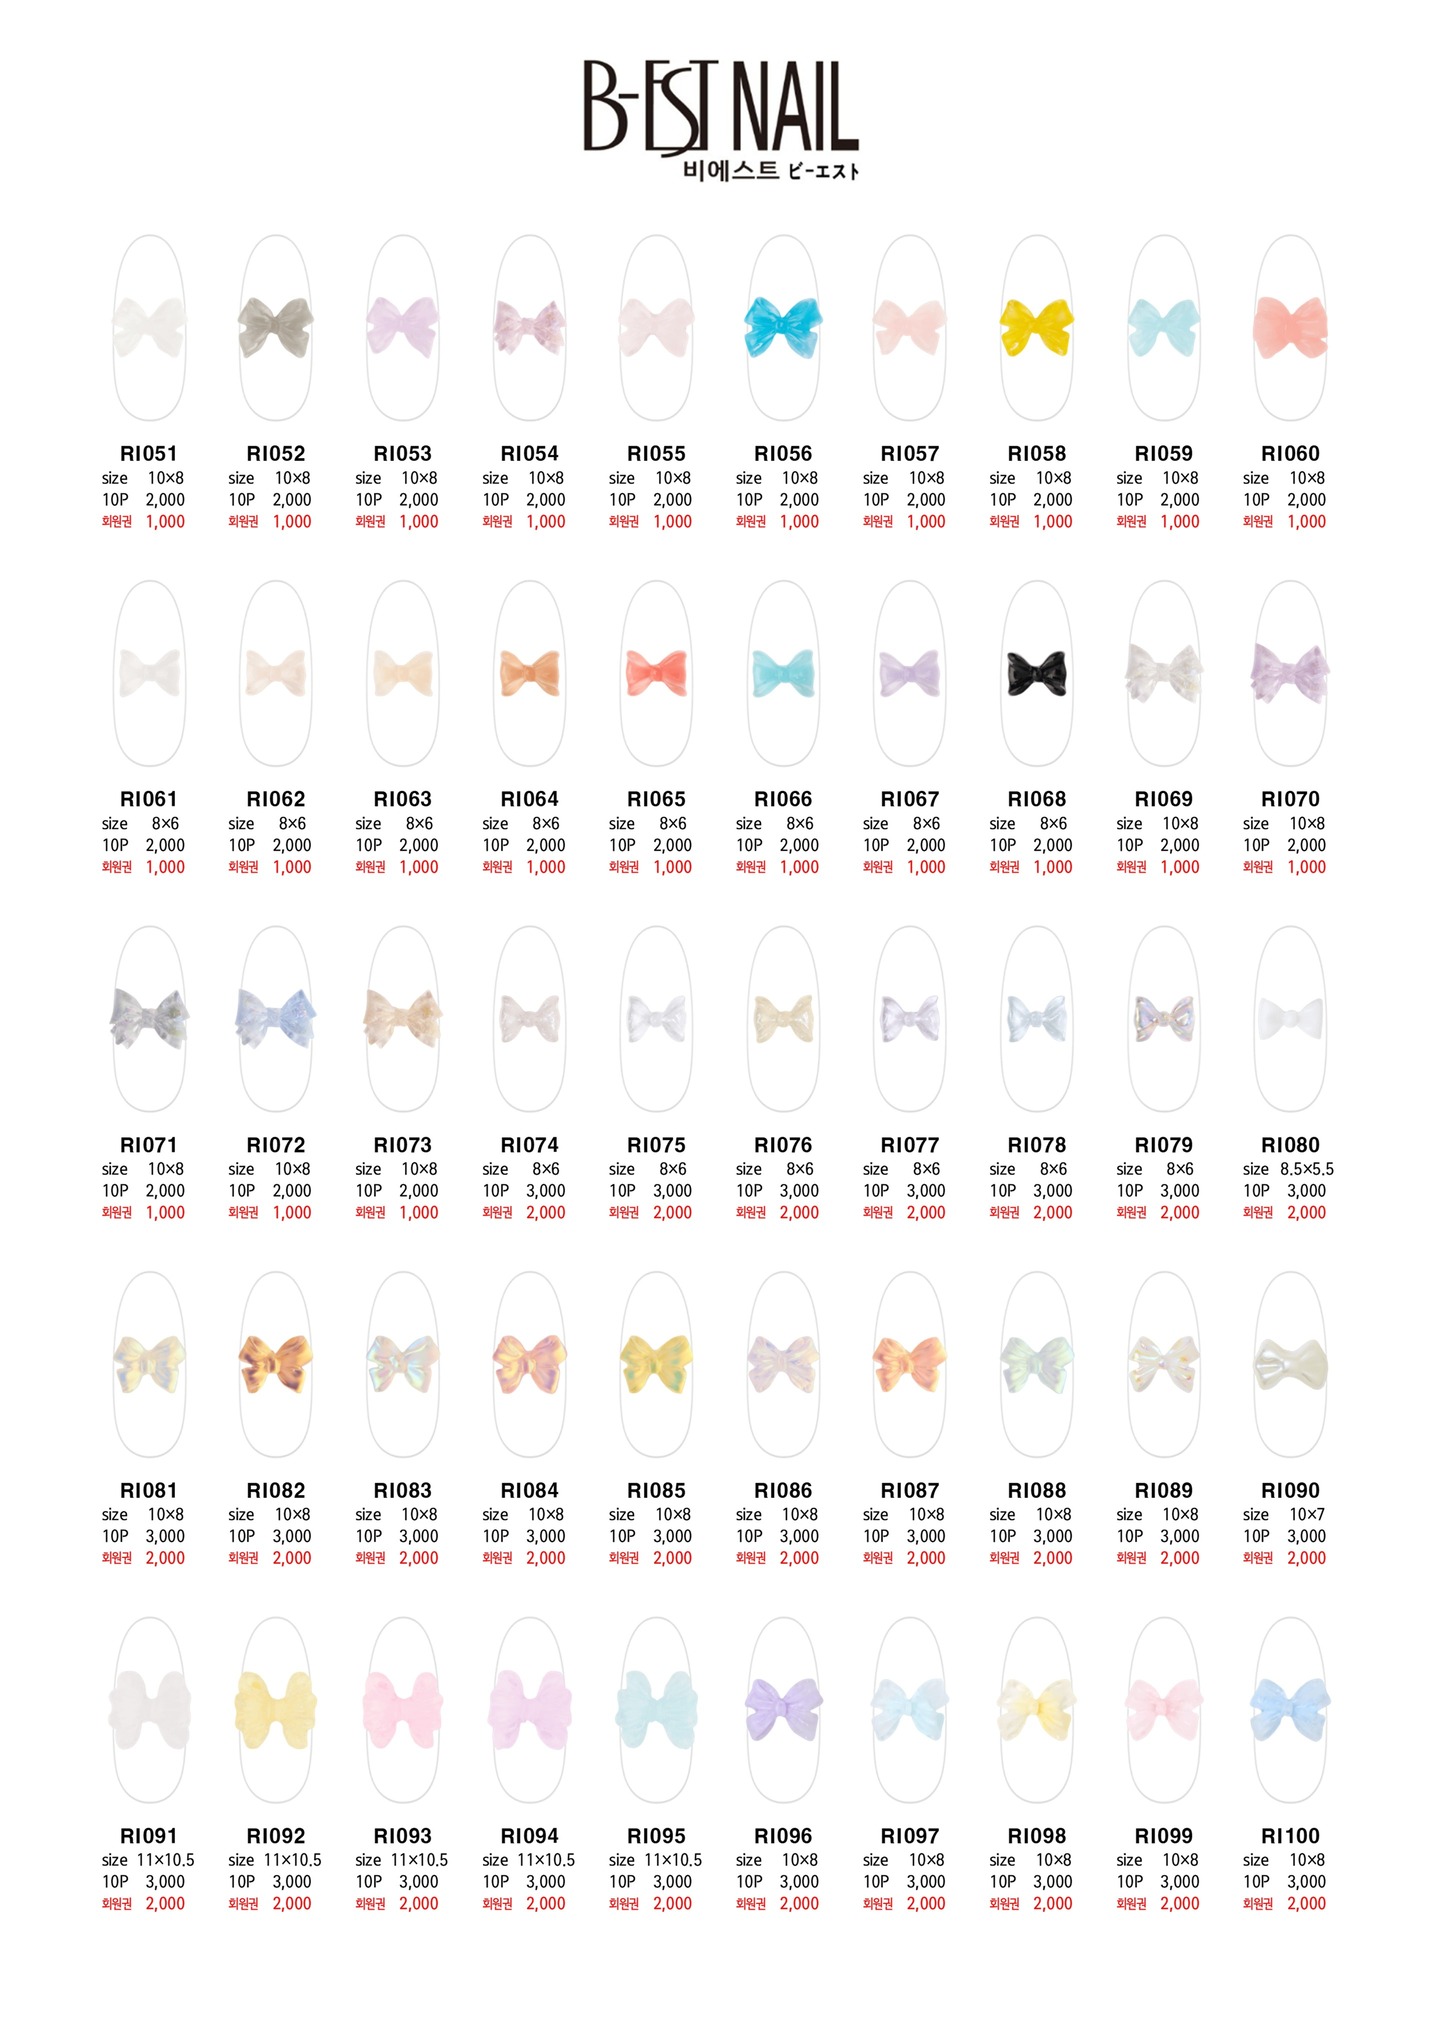 B-EST NAIL
비에스트 ビーエスト
RI051 RI052 RI053 RI054 RI055 RI056 RI057 RI058 RI059 RI060
size 10×8 size 10×8 size 10×8 size 10×8 size 10×8 size 10×8 size 10×8 size 10×8 size 10×8 size 10×8
10P 2,000 10P 2,000 10P 2,000 10P 2,000 10P 2,000 10P 2,000 10P 2,000 10P 2,000 10P 2,000 10P 2,000
회원권 1,000 회원권 1,000 회원권 1,000 회원권 1,000 회원권 1,000 회원권 1,000 회원권 1,000 회원권 1,000 회원권 1,000 회원권 1,000
RI061 RI062 RI063 RI064 RI065 RI066 RI067 RI068 RI069 RI070
size 8×6 size 8×6 size 8×6 size 8×6 size 8×6 size 8×6 size 8×6 size 8×6 size 10×8 size 10×8
10P 2,000 10P 2,000 10P 2,000 10P 2,000 10P 2,000 10P 2,000 10P 2,000 10P 2,000 10P 2,000 10P 2,000
회원권 1,000 회원권 1,000 회원권 1,000 회원권 1,000 회원권 1,000 회원권 1,000 회원권 1,000 회원권 1,000 회원권 1,000 회원권 1,000
RI071 RI072 RI073 RI074 RI075 RI076 RI077 RI078 RI079 RI080
size 10×8 size 10×8 size 10×8 size 8×6 size 8×6 size 8×6 size 8×6 size 8×6 size 8×6 size 8.5×5.5
10P 2,000 10P 2,000 10P 2,000 10P 3,000 10P 3,000 10P 3,000 10P 3,000 10P 3,000 10P 3,000 10P 3,000
회원권 1,000 회원권 1,000 회원권 1,000 회원권 2,000 회원권 2,000 회원권 2,000 회원권 2,000 회원권 2,000 회원권 2,000 회원권 2,000
RI081 RI082 RI083 RI084 RI085 RI086 RI087 RI088 RI089 RI090
size 10×8 size 10×8 size 10×8 size 10×8 size 10×8 size 10×8 size 10×8 size 10×8 size 10×8 size 10×7
10P 3,000 10P 3,000 10P 3,000 10P 3,000 10P 3,000 10P 3,000 10P 3,000 10P 3,000 10P 3,000 10P 3,000
회원권 2,000 회원권 2,000 회원권 2,000 회원권 2,000 회원권 2,000 회원권 2,000 회원권 2,000 회원권 2,000 회원권 2,000 회원권 2,000
RI091 RI092 RI093 RI094 RI095 RI096 RI097 RI098 RI099 RI100
size 11×10.5 size 11×10.5 size 11×10.5 size 11×10.5 size 11×10.5 size 10×8 size 10×8 size 10×8 size 10×8 size 10×8
10P 3,000 10P 3,000 10P 3,000 10P 3,000 10P 3,000 10P 3,000 10P 3,000 10P 3,000 10P 3,000 10P 3,000
회원권 2,000 회원권 2,000 회원권 2,000 회원권 2,000 회원권 2,000 회원권 2,000 회원권 2,000 회원권 2,000 회원권 2,000 회원권 2,000